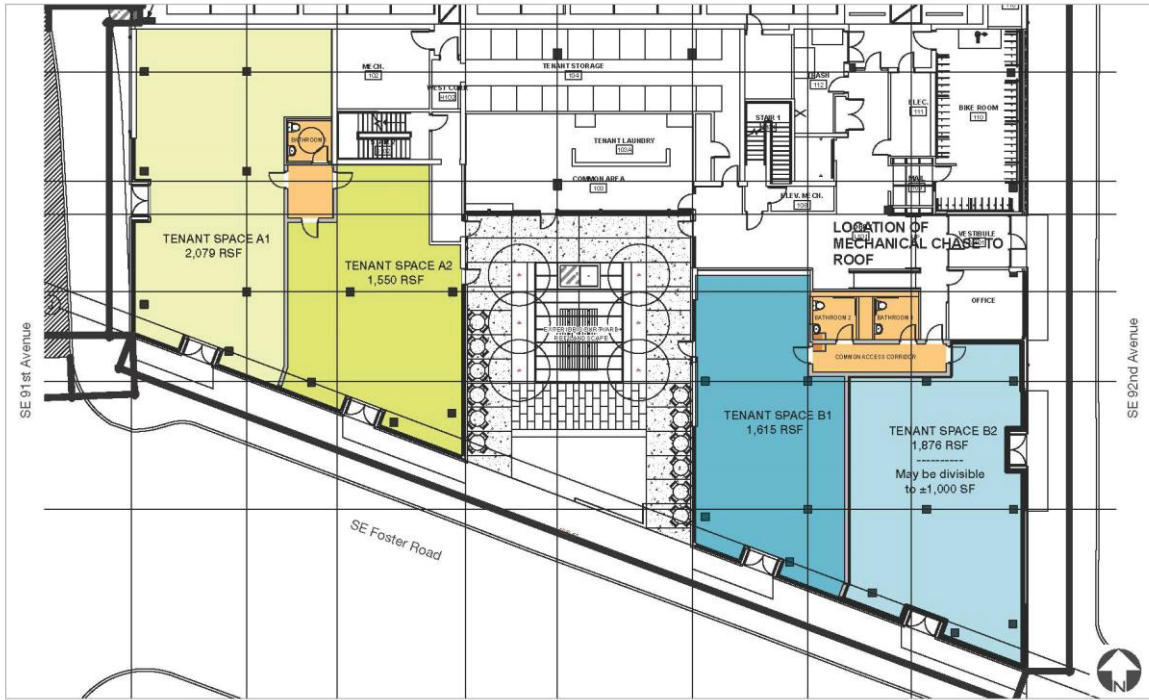 MECH.
102
WEST CORR
H102
TENANT STORAGE
104
TRASH
112
ELEC.
111
BIKE ROOM
110
BATHROOM
STAIR 1
TENANT LAUNDRY
103A
COMMON AREA
103
MAIL
ELEV. MECH.
108
LOCATION OF
MECHANICAL CHASE TO
ROOF
VESTIBULE
OFFICE
TENANT SPACE A1
2,079 RSF
TENANT SPACE A2
1,550 RSF
BATHROOM 2
BATHROOM
COMMON ACCESS CORRIDOR
TENANT SPACE B1
1,615 RSF
TENANT SPACE B2
1,876 RSF
----------
May be divisible
to ±1,000 SF
SE 91st Avenue
SE 92nd Avenue
SE Foster Road
N